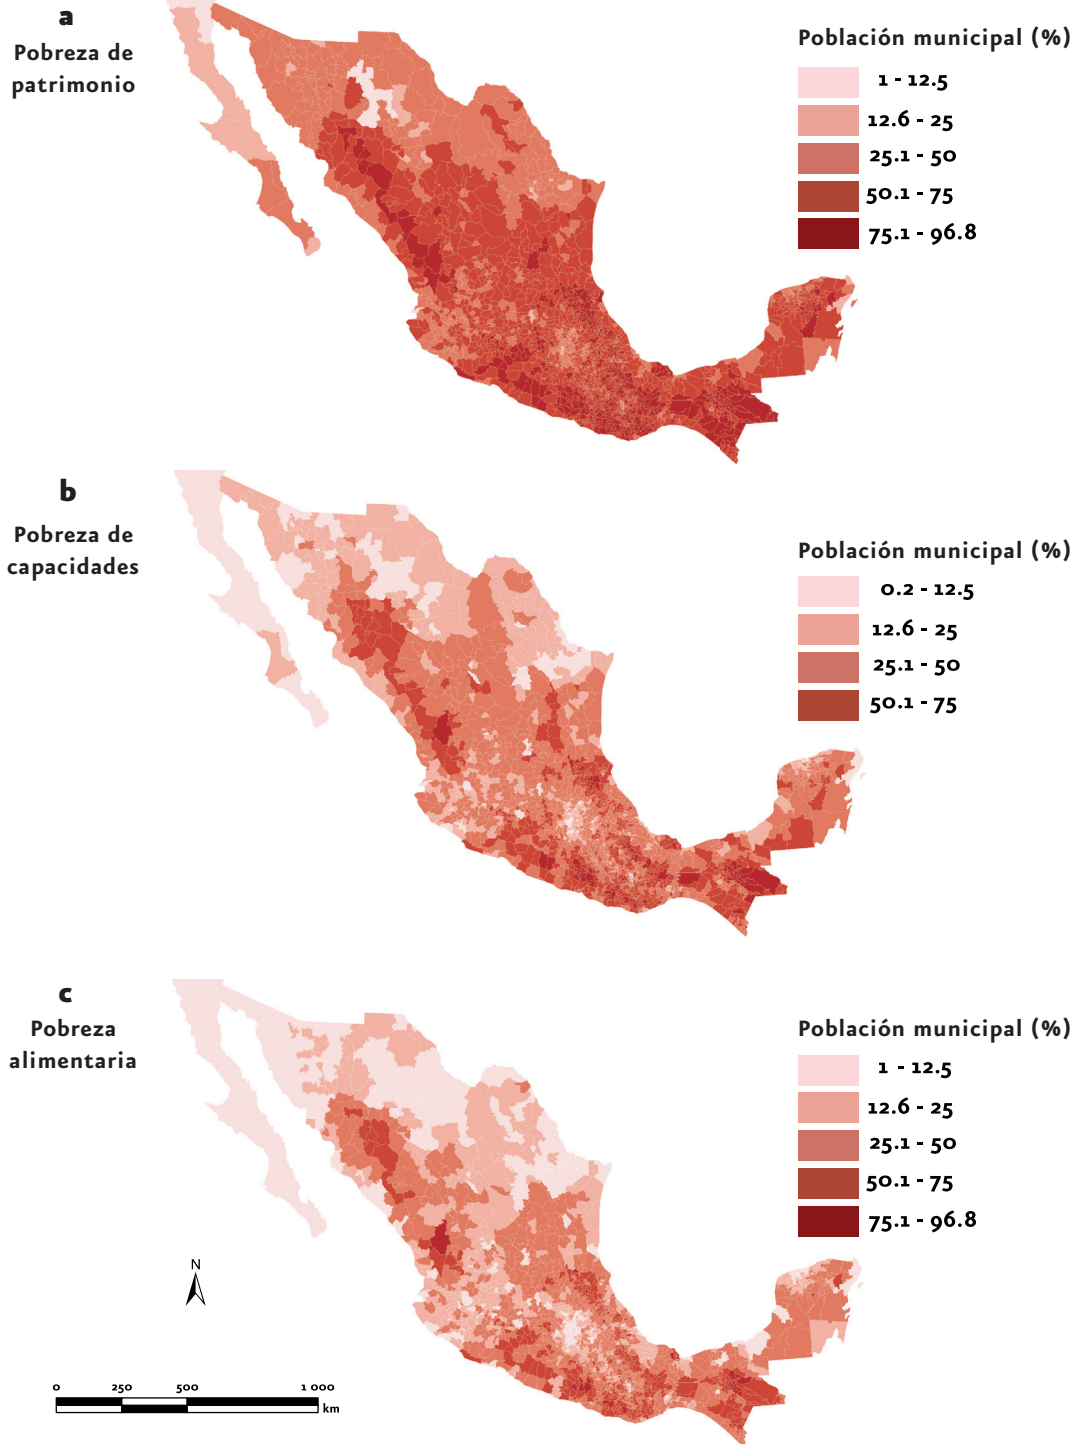 a
Pobreza de
patrimonio
Población municipal (%)
1 - 12.5
12.6 - 25
25.1 - 50
50.1 - 75
75.1 - 96.8
b
Pobreza de
capacidades
Población municipal (%)
0.2 - 12.5
12.6 - 25
25.1 - 50
50.1 - 75
c
Pobreza
alimentaria
Población municipal (%)
1 - 12.5
12.6 - 25
25.1 - 50
50.1 - 75
75.1 - 96.8
N
0 250 500 1 000
km